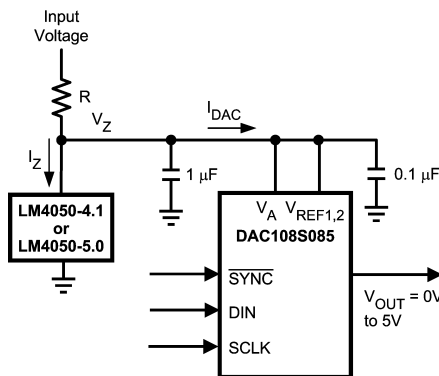 Input
Voltage
R
V_Z
I_DAC
I_Z
1 µF
0.1 µF
LM4050-4.1
or
LM4050-5.0
V_A V_REF1,2
DAC108S085
SYNC
DIN
SCLK
V_OUT = 0V
to 5V